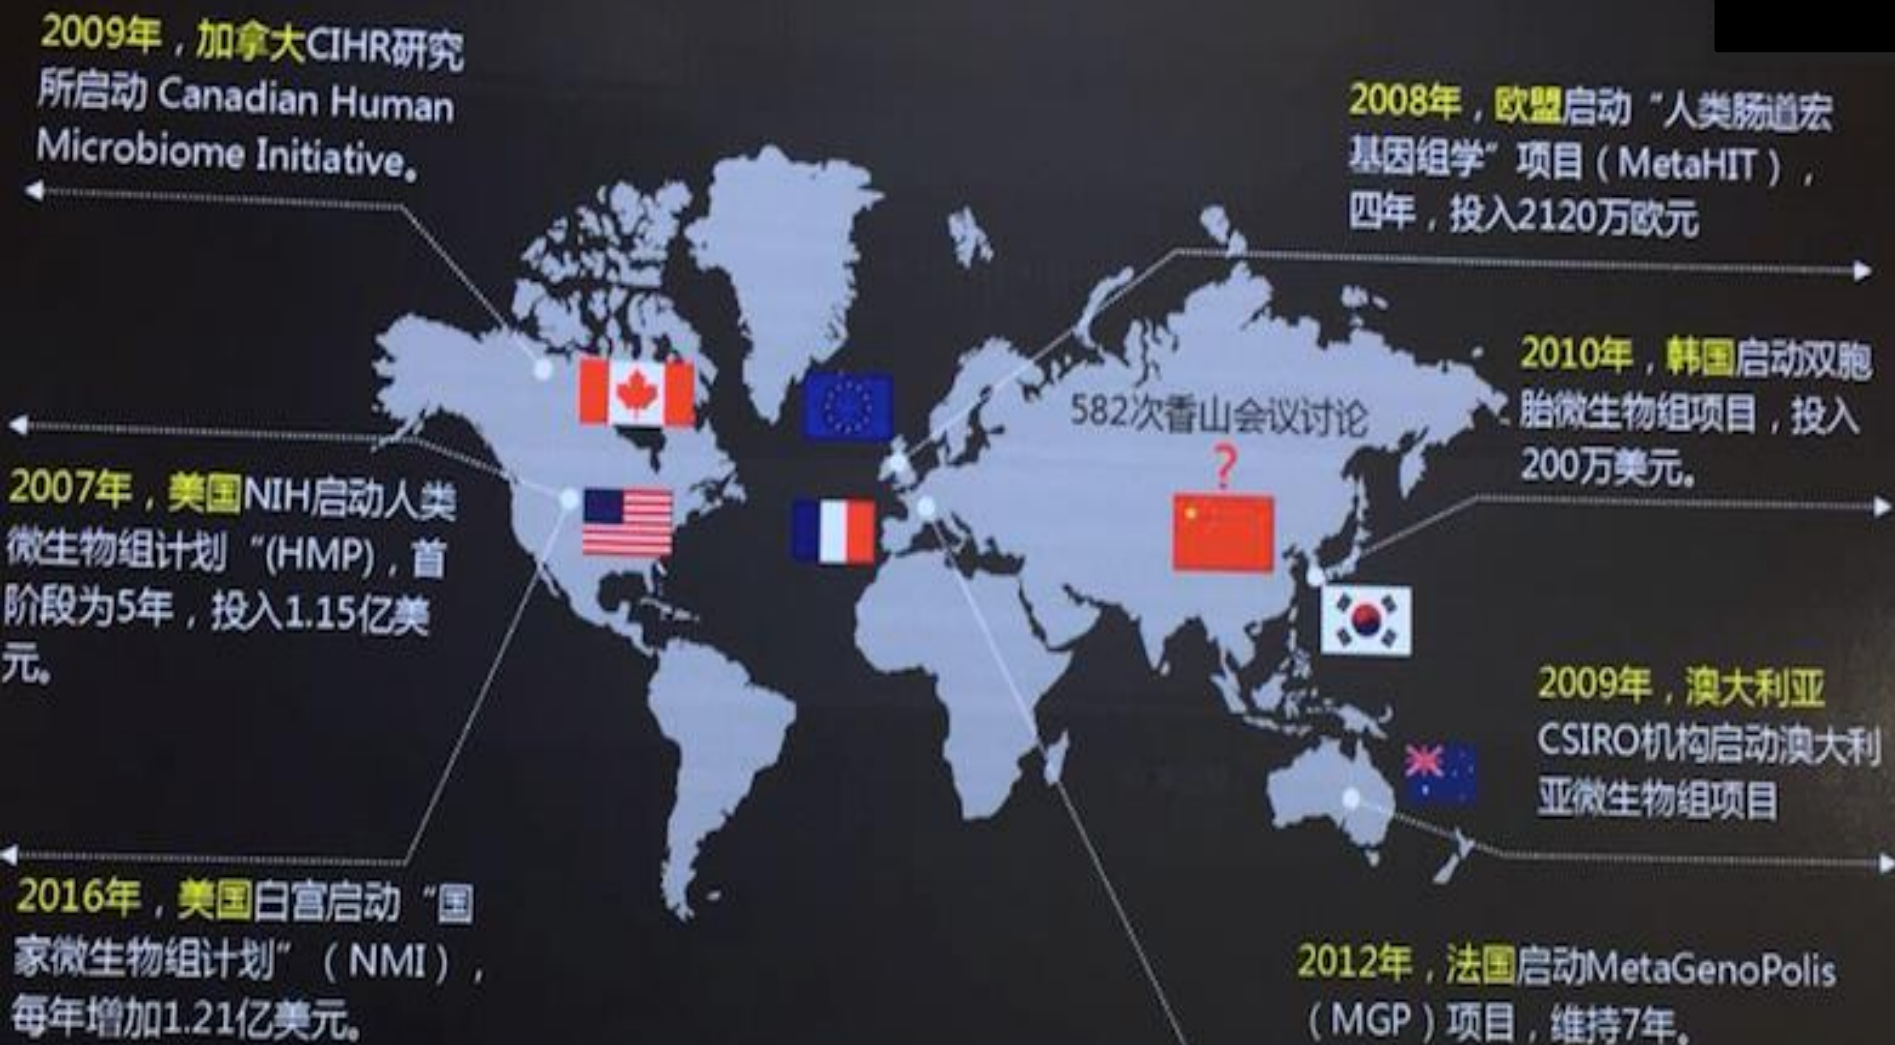 2009年，加拿大CIHR研究
所启动 Canadian Human
Microbiome Initiative。
2007年，美国NIH启动人类
微生物组计划“(HMP)，首
阶段为5年，投入1.15亿美
元。
2016年，美国白宫启动“国
家微生物组计划”（NMI），
每年增加1.21亿美元。
582次香山会议讨论
?
2008年，欧盟启动“人类肠道宏
基因组学”项目（MetaHIT），
四年，投入2120万欧元
2010年，韩国启动双胞
胎微生物组项目，投入
200万美元。
2009年，澳大利亚
CSIRO机构启动澳大利
亚微生物组项目
2012年，法国启动MetaGenoPolis
（MGP）项目，维持7年。